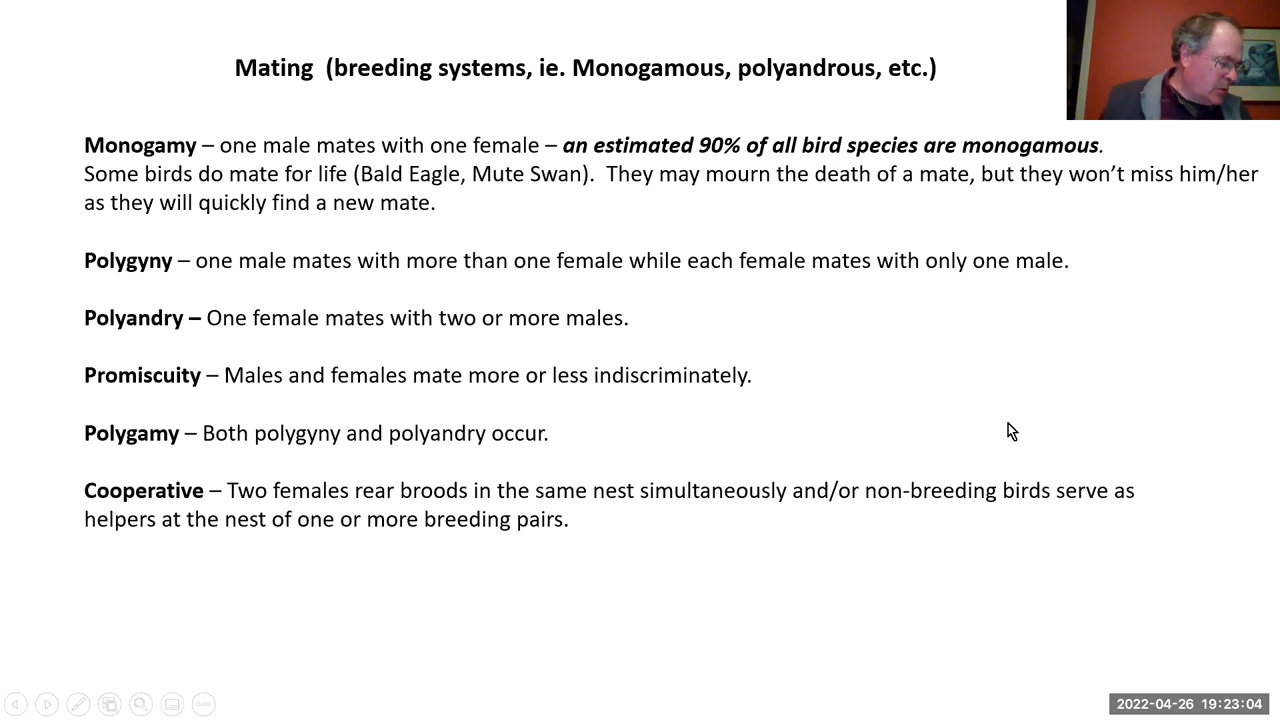 Mating  (breeding systems, ie. Monogamous, polyandrous, etc.)
Monogamy – one male mates with one female – an estimated 90% of all bird species are monogamous.
Some birds do mate for life (Bald Eagle, Mute Swan).  They may mourn the death of a mate, but they won’t miss him/her
as they will quickly find a new mate.
Polygyny – one male mates with more than one female while each female mates with only one male.
Polyandry – One female mates with two or more males.
Promiscuity – Males and females mate more or less indiscriminately.
Polygamy – Both polygyny and polyandry occur.
Cooperative – Two females rear broods in the same nest simultaneously and/or non-breeding birds serve as
helpers at the nest of one or more breeding pairs.
2022-04-26 19:23:04